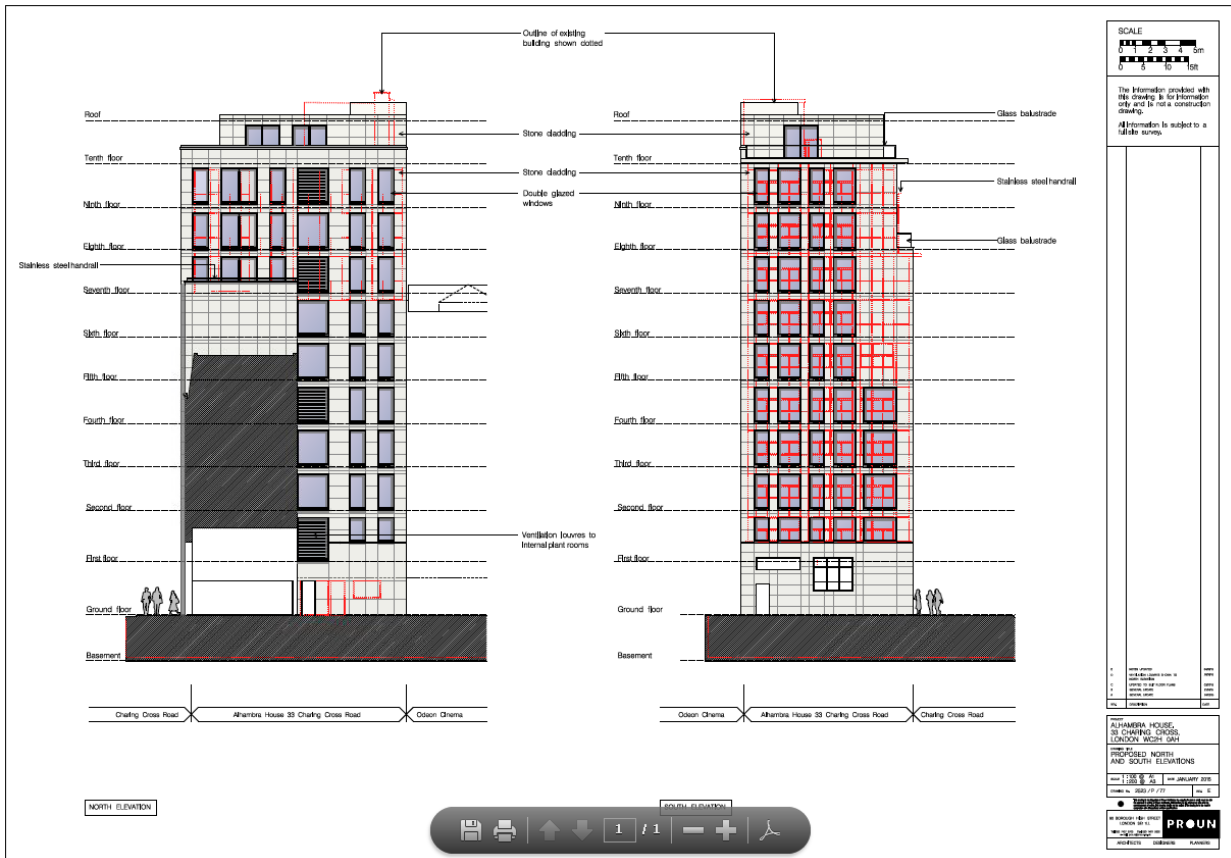 Outline of existing
building shown dotted
Roof
Stone cladding
Tenth floor
Stone cladding
Double glazed
windows
Ninth floor
Eighth floor
Stainless steel handrail
Seventh floor
Sixth floor
Fifth floor
Fourth floor
Third floor
Second floor
Ventilation louvres to
internal plant rooms
First floor
Ground floor
Basement
Charing Cross Road
Alhambra House 33 Charing Cross Road
Odeon Cinema
NORTH ELEVATION
Roof
Glass balustrade
Tenth floor
Stainless steel handrail
Ninth floor
Eighth floor
Glass balustrade
Seventh floor
Sixth floor
Fifth floor
Fourth floor
Third floor
Second floor
First floor
Ground floor
Basement
Odeon Cinema
Alhambra House 33 Charing Cross Road
Charing Cross Road
SOUTH ELEVATION
1 / 1
SCALE
0 1 2 3 4 5m
0 5 10 15ft
The information provided with
this drawing is for information
only and is not a construction
drawing.
All information is subject to a
full site survey.
ALHAMBRA HOUSE,
33 CHARING CROSS,
LONDON WC2H 0AH
PROPOSED NORTH
AND SOUTH ELEVATIONS
1:100 @ A1
1:200 @ A3
JANUARY 2015
E
PROUN
ARCHITECTS DESIGNERS PLANNERS